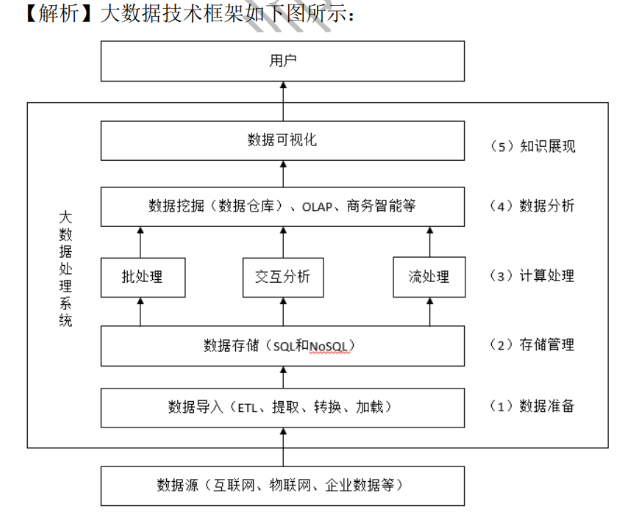 【解析】大数据技术框架如下图所示：
用户
数据可视化
（5）知识展现
数据挖掘（数据仓库）、OLAP、商务智能等
（4）数据分析
大数据处理系统
批处理
交互分析
流处理
（3）计算处理
数据存储（SQL和NoSQL）
（2）存储管理
数据导入（ETL、提取、转换、加载）
（1）数据准备
数据源（互联网、物联网、企业数据等）